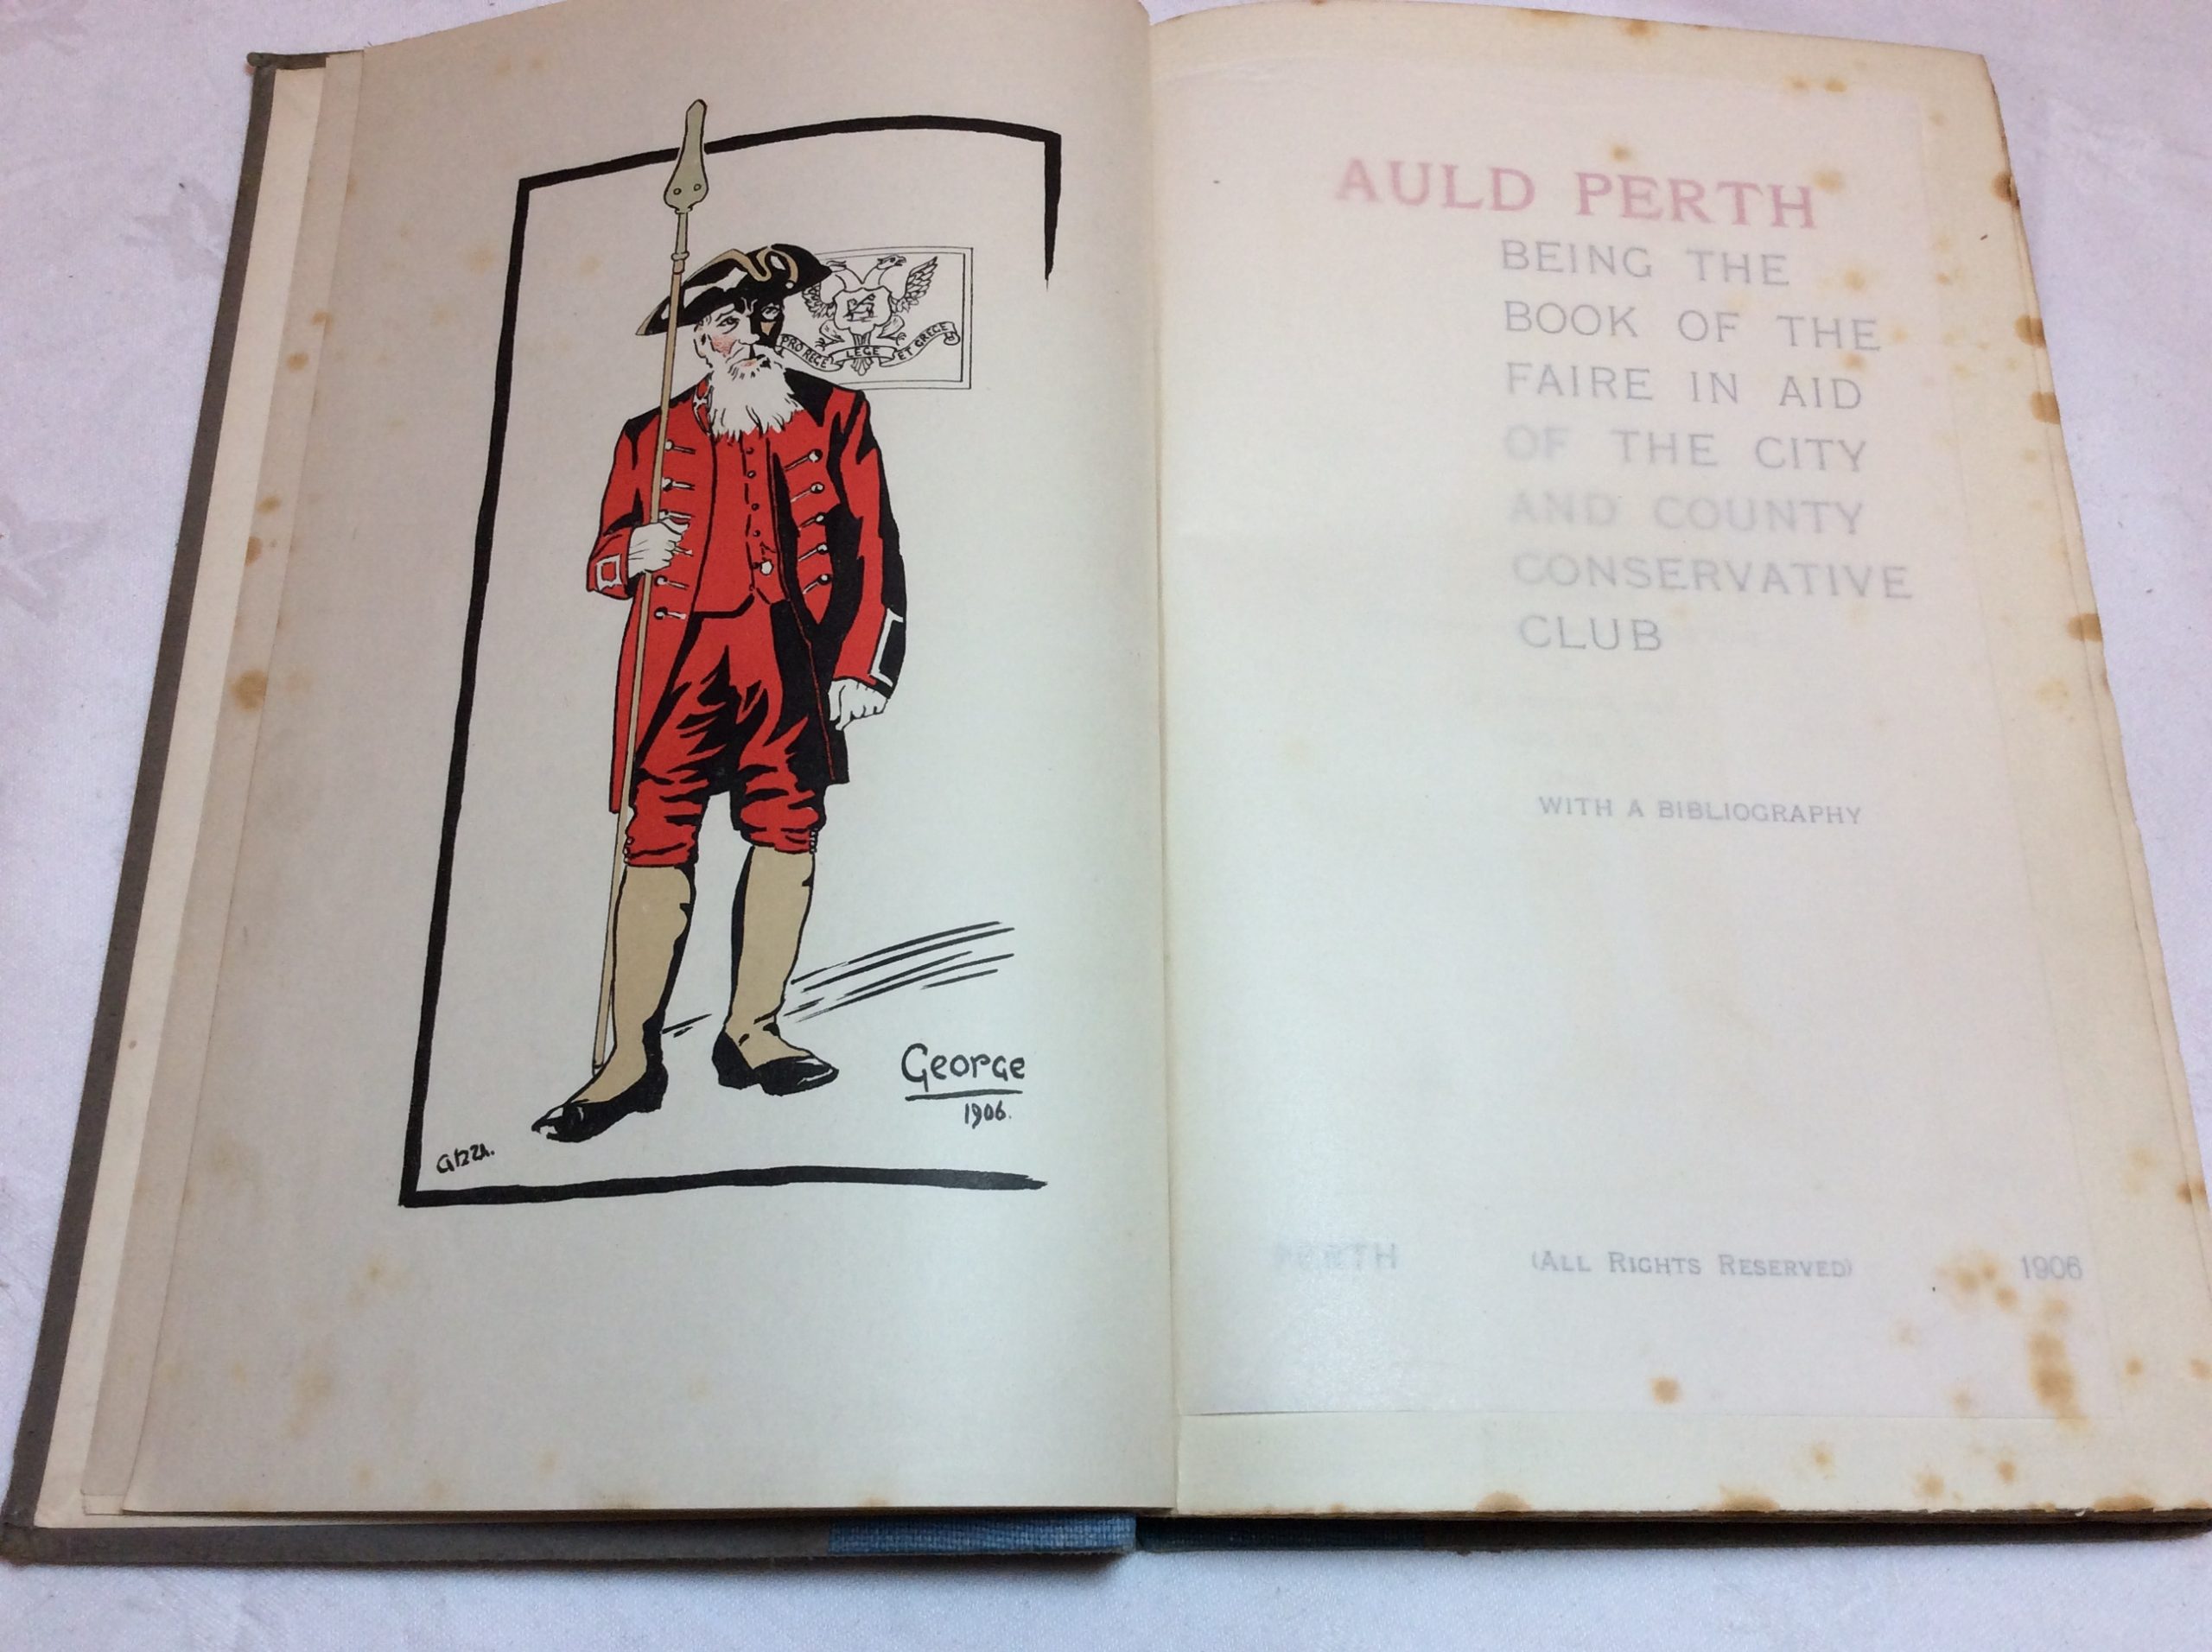 PRO REGE LEGE ET GREGE
George
1906.
AULD PERTH
BEING THE
BOOK OF THE
FAIRE IN AID
OF THE CITY
AND COUNTY
CONSERVATIVE
CLUB
WITH A BIBLIOGRAPHY
PERTH (ALL RIGHTS RESERVED) 1906